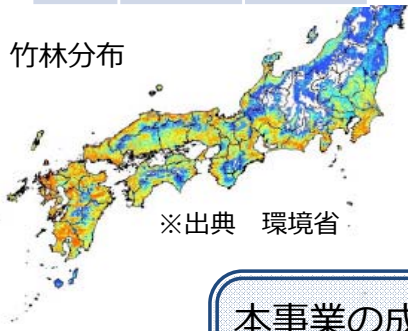 竹林分布
※出典　環境省
本事業の成